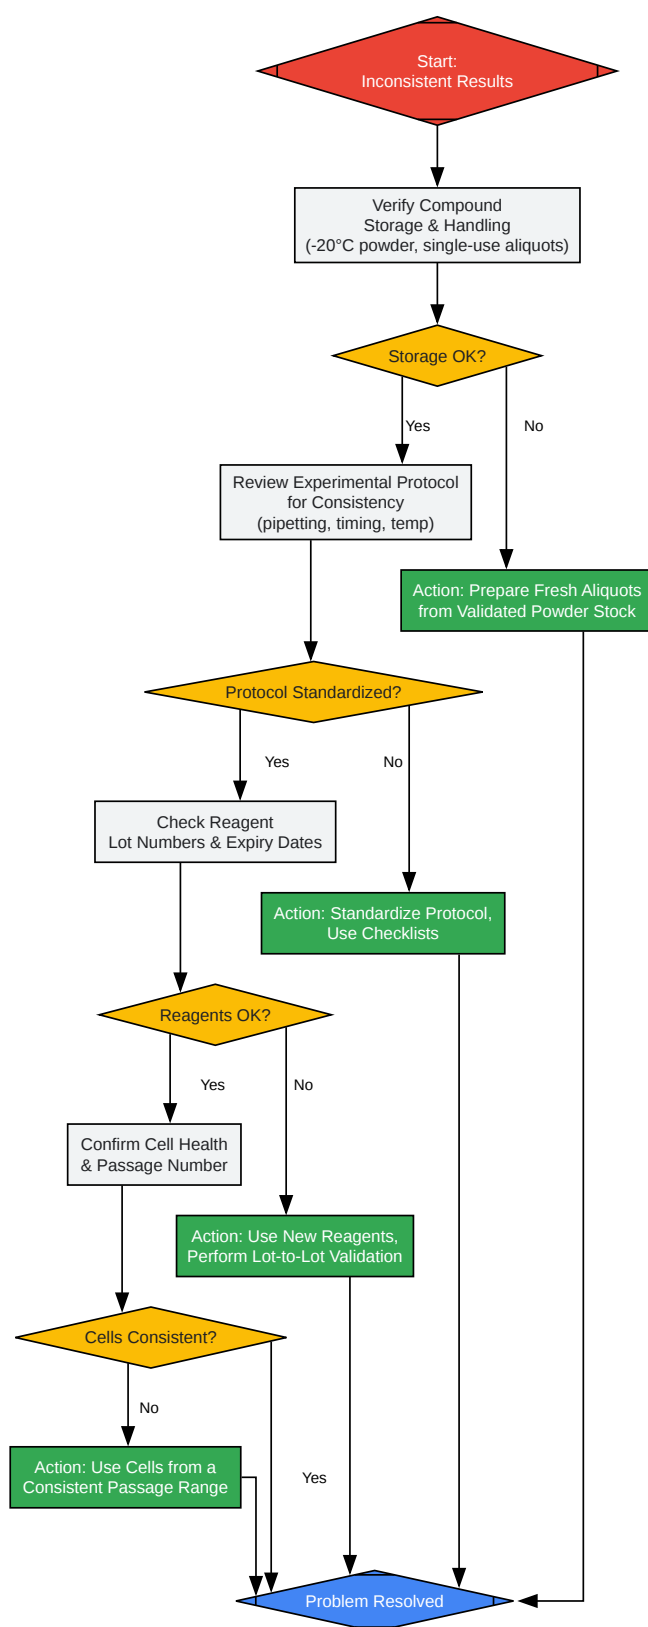 Start:
Inconsistent Results
Verify Compound
Storage & Handling
(-20°C powder, single-use aliquots)
Storage OK?
Yes
No
Review Experimental Protocol
for Consistency
(pipetting, timing, temp)
Action: Prepare Fresh Aliquots
from Validated Powder Stock
Protocol Standardized?
Yes
No
Check Reagent
Lot Numbers & Expiry Dates
Action: Standardize Protocol,
Use Checklists
Reagents OK?
Yes
No
Confirm Cell Health
& Passage Number
Action: Use New Reagents,
Perform Lot-to-Lot Validation
Cells Consistent?
No
Action: Use Cells from a
Consistent Passage Range
Yes
Problem Resolved